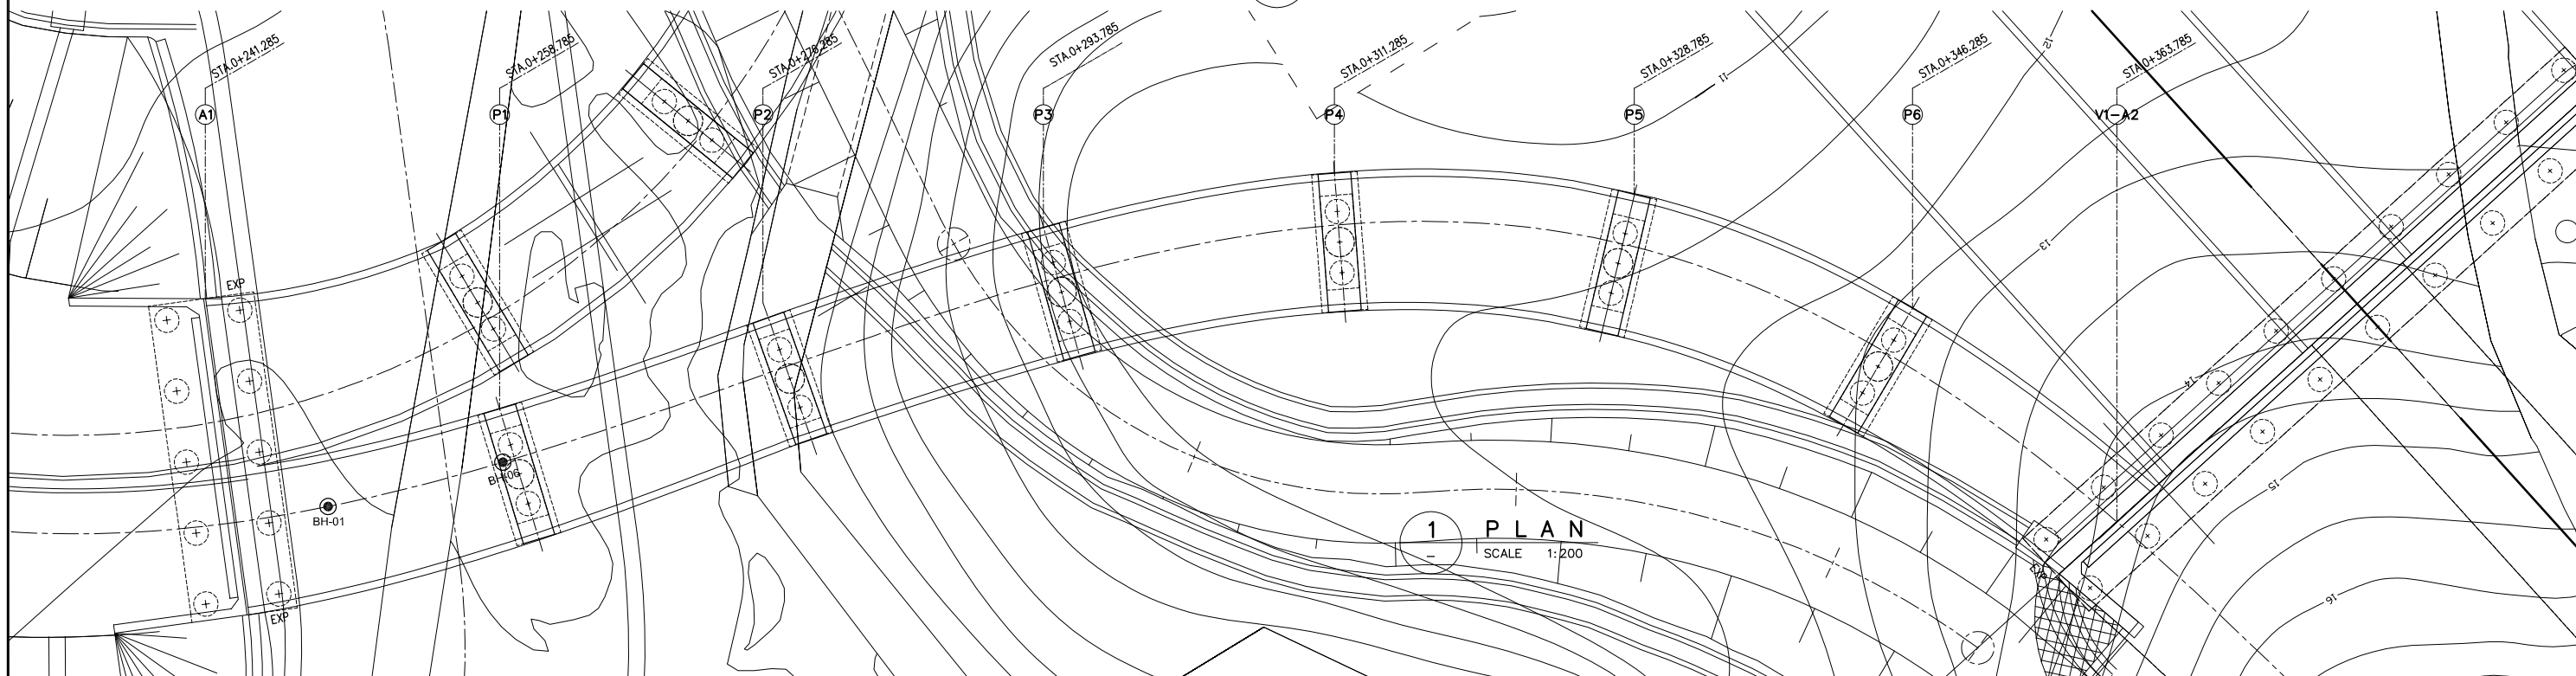 STA.0+241.285
STA.0+258.785
STA.0+276.285
STA.0+293.785
STA.0+311.285
STA.0+328.785
STA.0+346.285
STA.0+363.785
A1
P1
P2
P3
P4
P5
P6
V1-A2
11
12
13
14
15
16
EXP
EXP
BH-01
BH-06
1
-
PLAN
SCALE 1:200